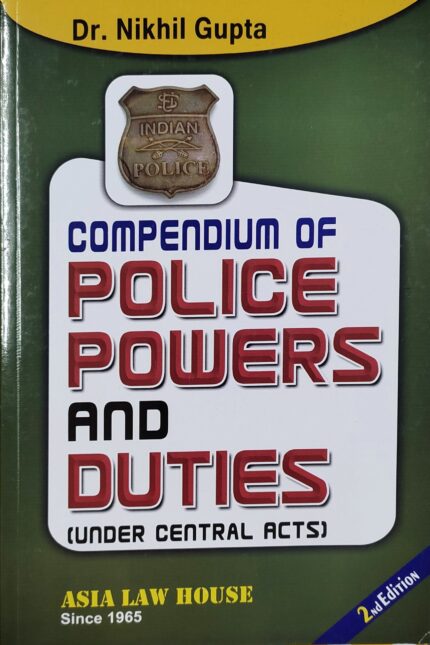 Dr. Nikhil Gupta
INDIAN
POLICE
COMPENDIUM OF
POLICE
POWERS
AND
DUTIES
(UNDER CENTRAL ACTS)
ASIA LAW HOUSE
Since 1965
2nd Edition